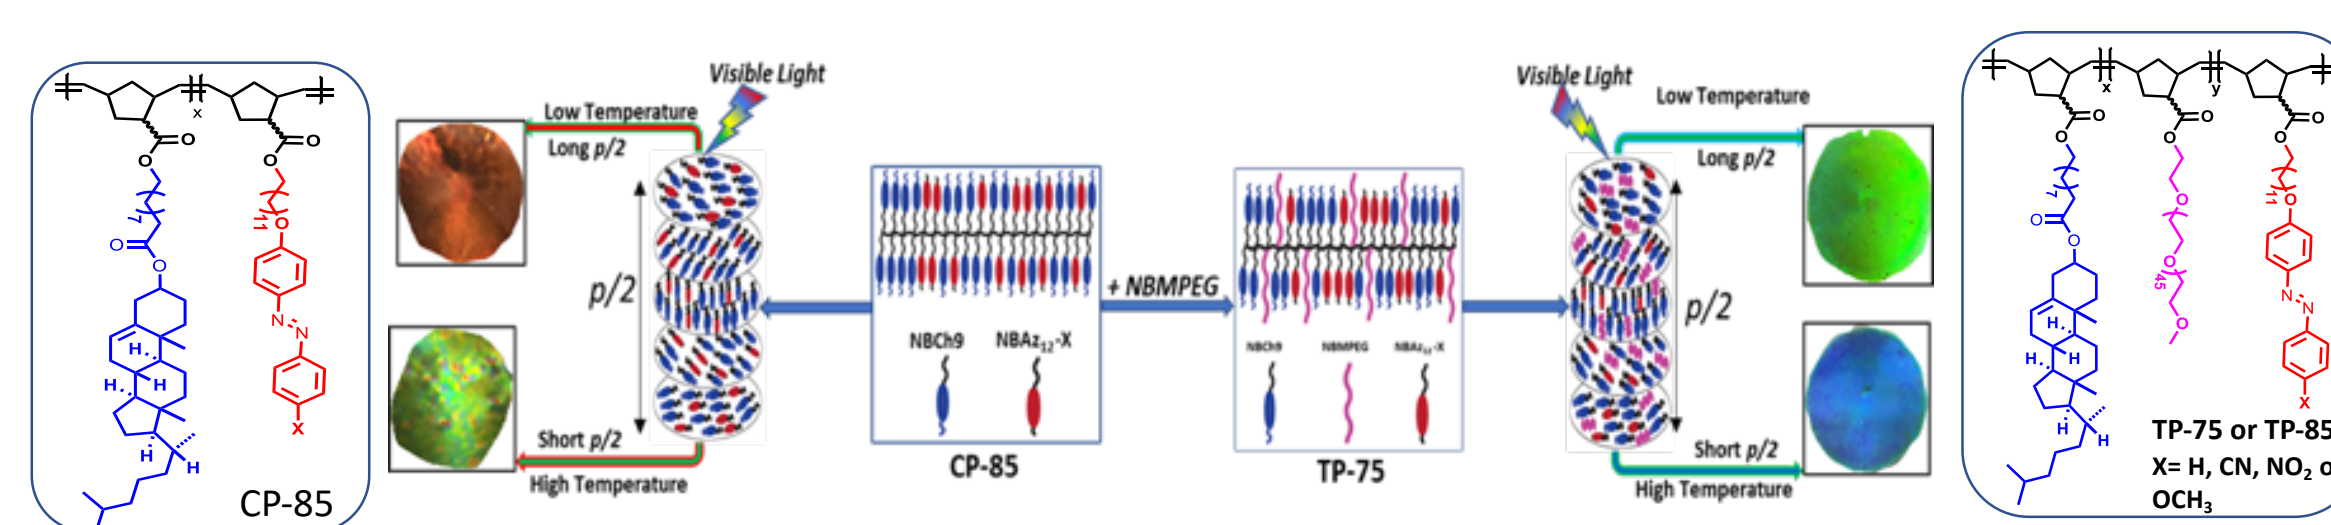 x
O
O
O
O
7
11
O
O
O
N
N
H
H
H
X
H
H
CP-85
Visible Light
Low Temperature
Long p/2
p/2
Short p/2
High Temperature
NBCh9
NBAz₁₂-X
CP-85
+ NBMPEG
NBCh9
NBMPEG
NBAz₁₂-X
TP-75
Visible Light
Low Temperature
Long p/2
p/2
Short p/2
High Temperature
x
y
O
O
O
O
O
O
7
11
O
O
O
O
O
45
O
N
N
H
H
H
X
H
H
TP-75 or TP-85
X= H, CN, NO₂ o
OCH₃